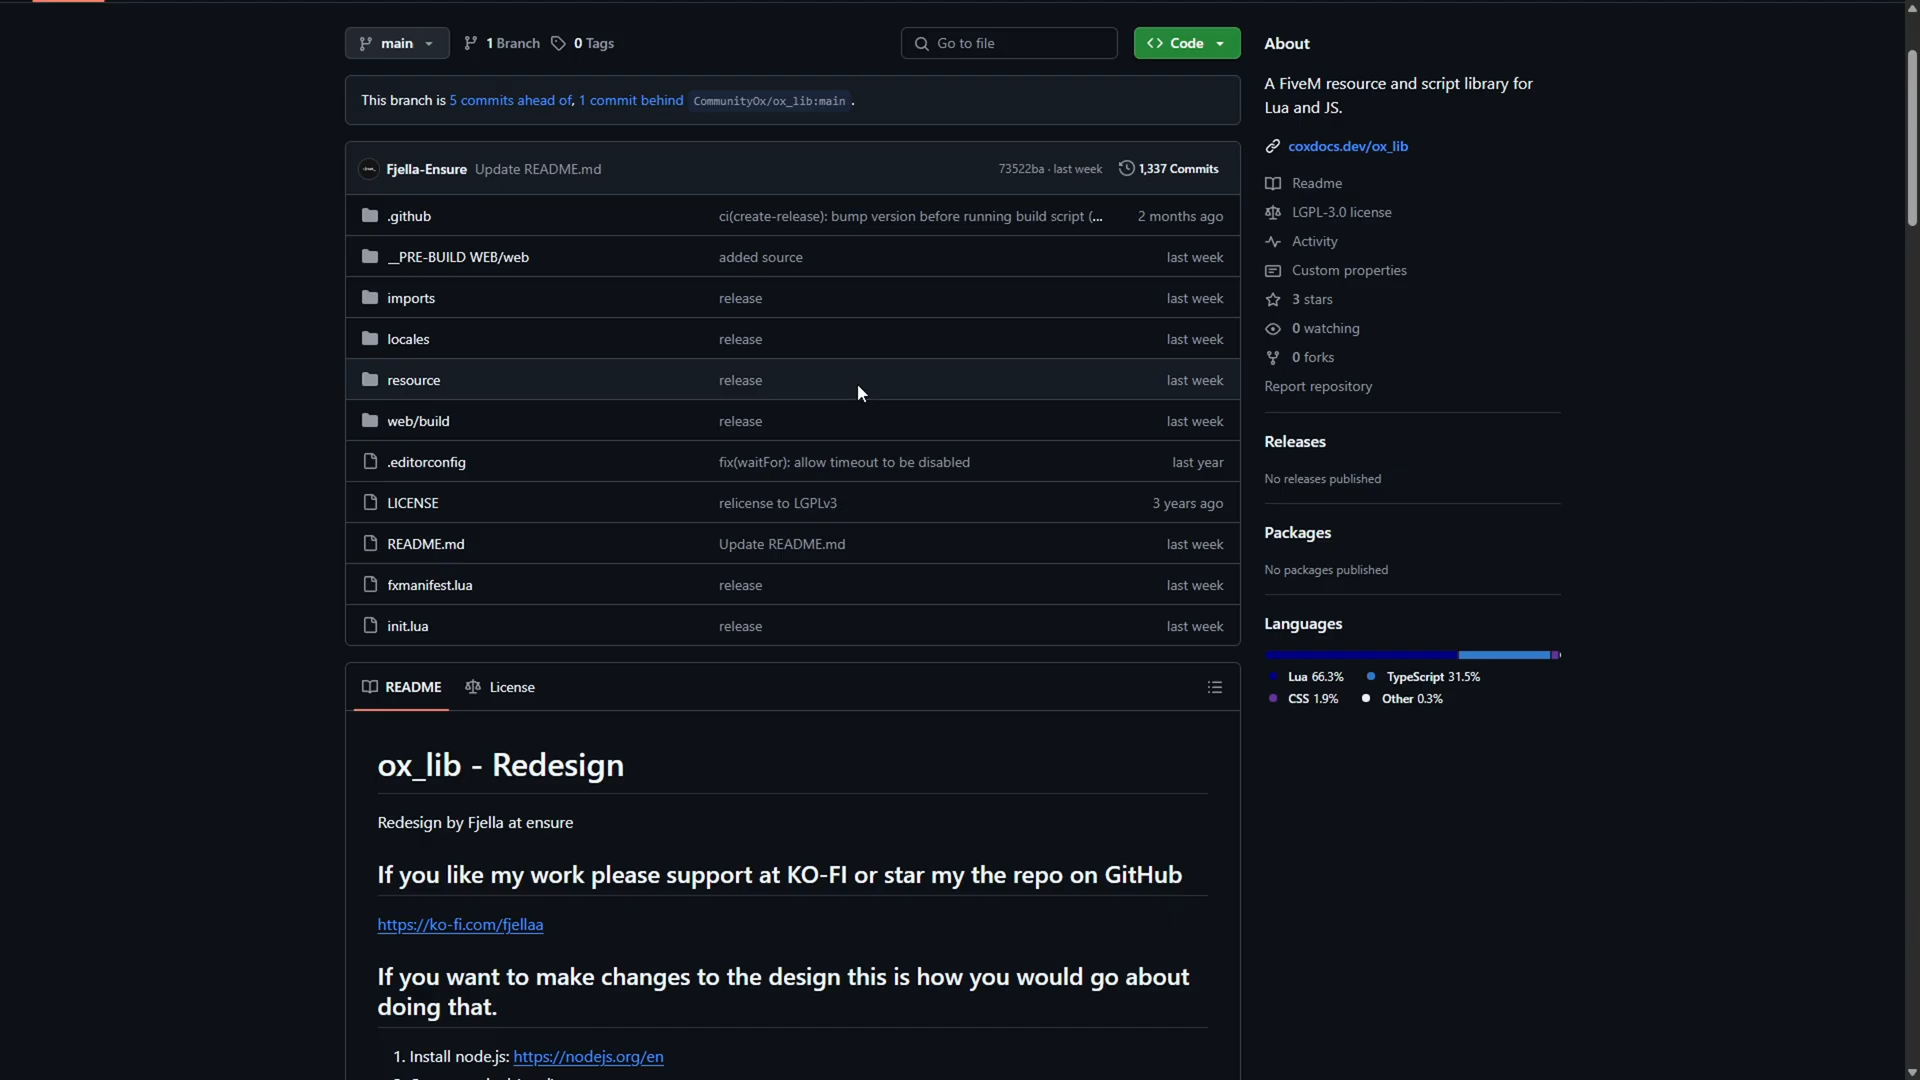 main
1 Branch
0 Tags
Go to file
Code
This branch is 5 commits ahead of, 1 commit behind CommunityOx/ox_lib:main .
Fjella-Ensure Update README.md 73522ba · last week 1,337 Commits
.github ci(create-release): bump version before running build script (... 2 months ago
__PRE-BUILD WEB/web added source last week
imports release last week
locales release last week
resource release last week
web/build release last week
.editorconfig fix(waitFor): allow timeout to be disabled last year
LICENSE relicense to LGPLv3 3 years ago
README.md Update README.md last week
fxmanifest.lua release last week
init.lua release last week
README License
ox_lib - Redesign
Redesign by Fjella at ensure
If you like my work please support at KO-FI or star my the repo on GitHub
https://ko-fi.com/fjellaa
If you want to make changes to the design this is how you would go about
doing that.
1. Install node.js: https://nodejs.org/en
About
A FiveM resource and script library for
Lua and JS.
coxdocs.dev/ox_lib
Readme
LGPL-3.0 license
Activity
Custom properties
3 stars
0 watching
0 forks
Report repository
Releases
No releases published
Packages
No packages published
Languages
Lua 66.3% TypeScript 31.5%
CSS 1.9% Other 0.3%